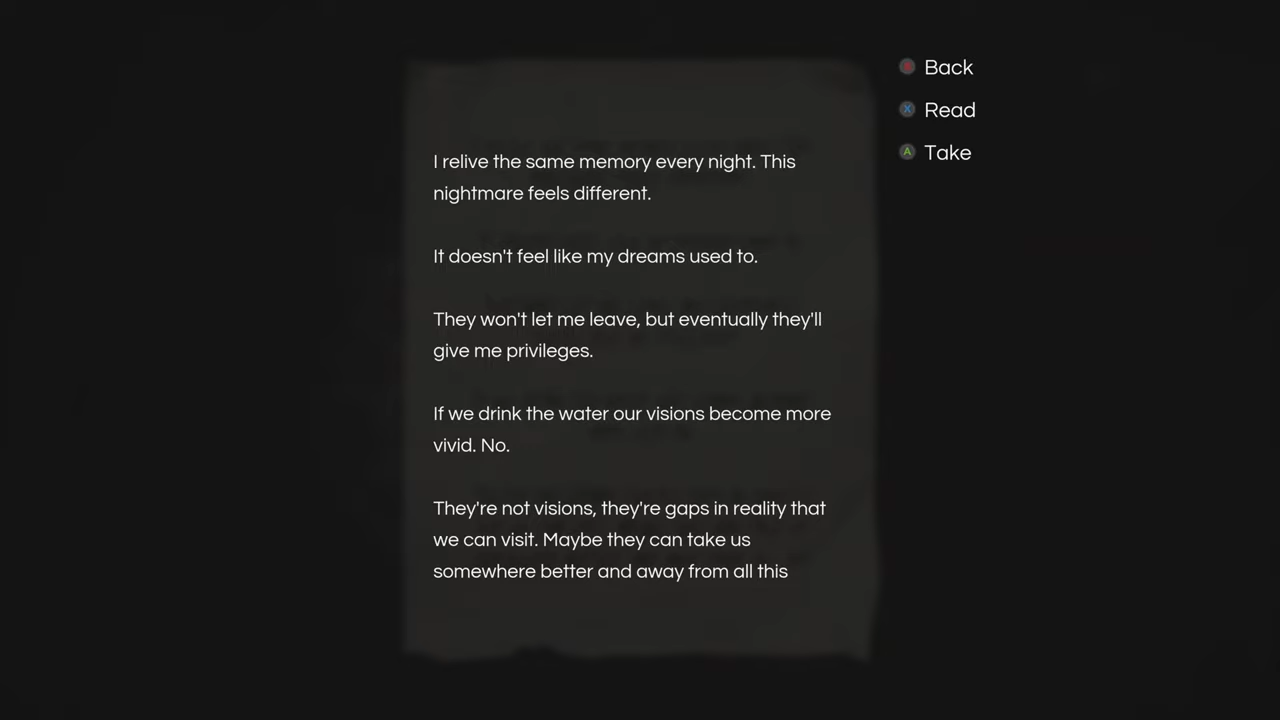 I relive the same memory every night. This
nightmare feels different.
It doesn't feel like my dreams used to.
They won't let me leave, but eventually they'll
give me privileges.
If we drink the water our visions become more
vivid. No.
They're not visions, they're gaps in reality that
we can visit. Maybe they can take us
somewhere better and away from all this
B Back
X Read
A Take